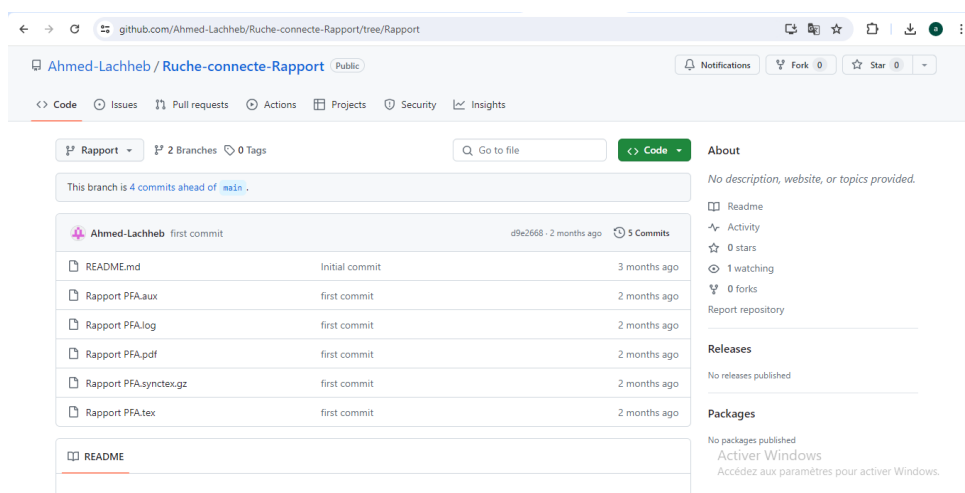 github.com/Ahmed-Lachheb/Ruche-connecte-Rapport/tree/Rapport
a
Ahmed-Lachheb / Ruche-connecte-Rapport Public
Notifications Fork 0 Star 0
<> Code Issues Pull requests Actions Projects Security Insights
Rapport 2 Branches 0 Tags Go to file <> Code
This branch is 4 commits ahead of main .
Ahmed-Lachheb first commit d9e2668 · 2 months ago 5 Commits
README.md Initial commit 3 months ago
Rapport PFA.aux first commit 2 months ago
Rapport PFA.log first commit 2 months ago
Rapport PFA.pdf first commit 2 months ago
Rapport PFA.synctex.gz first commit 2 months ago
Rapport PFA.tex first commit 2 months ago
README
About
No description, website, or topics provided.
Readme
Activity
0 stars
1 watching
0 forks
Report repository
Releases
No releases published
Packages
No packages published
Activer Windows
Accédez aux paramètres pour activer Windows.